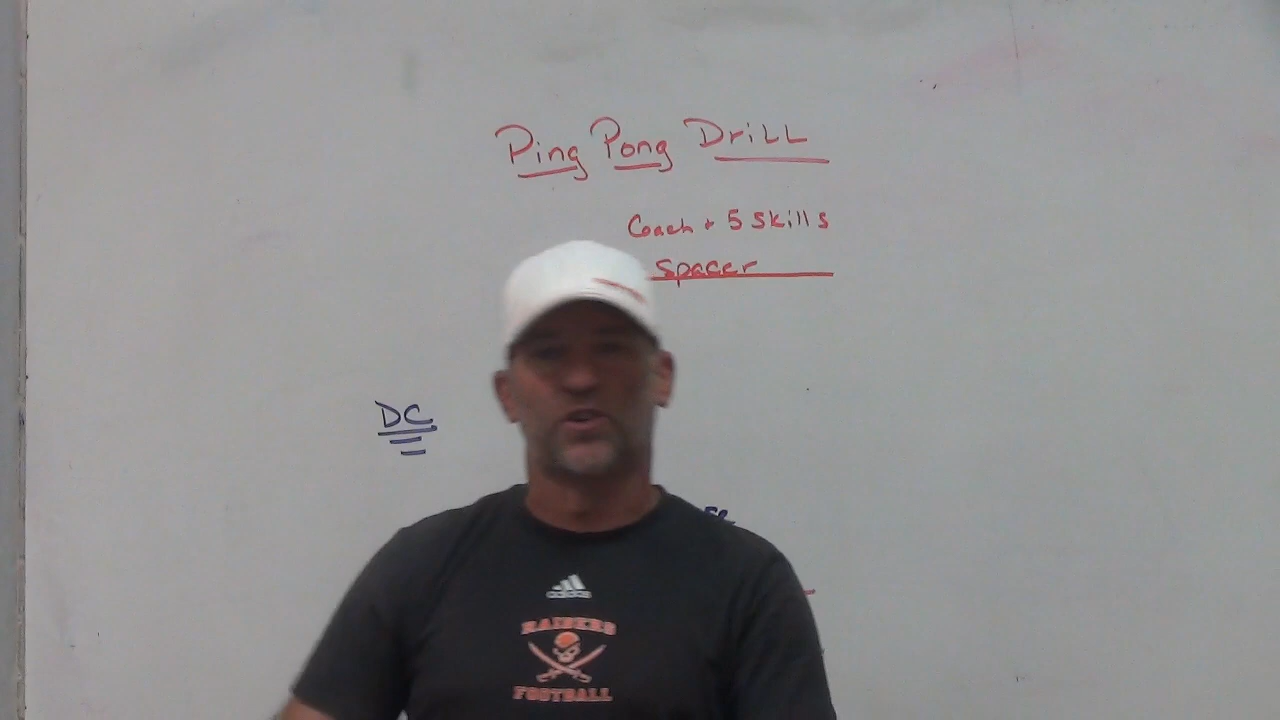 Ping Pong Drill
Coach + 5 skills
spacer
DC
adidas
RAIDERS
FOOTBALL